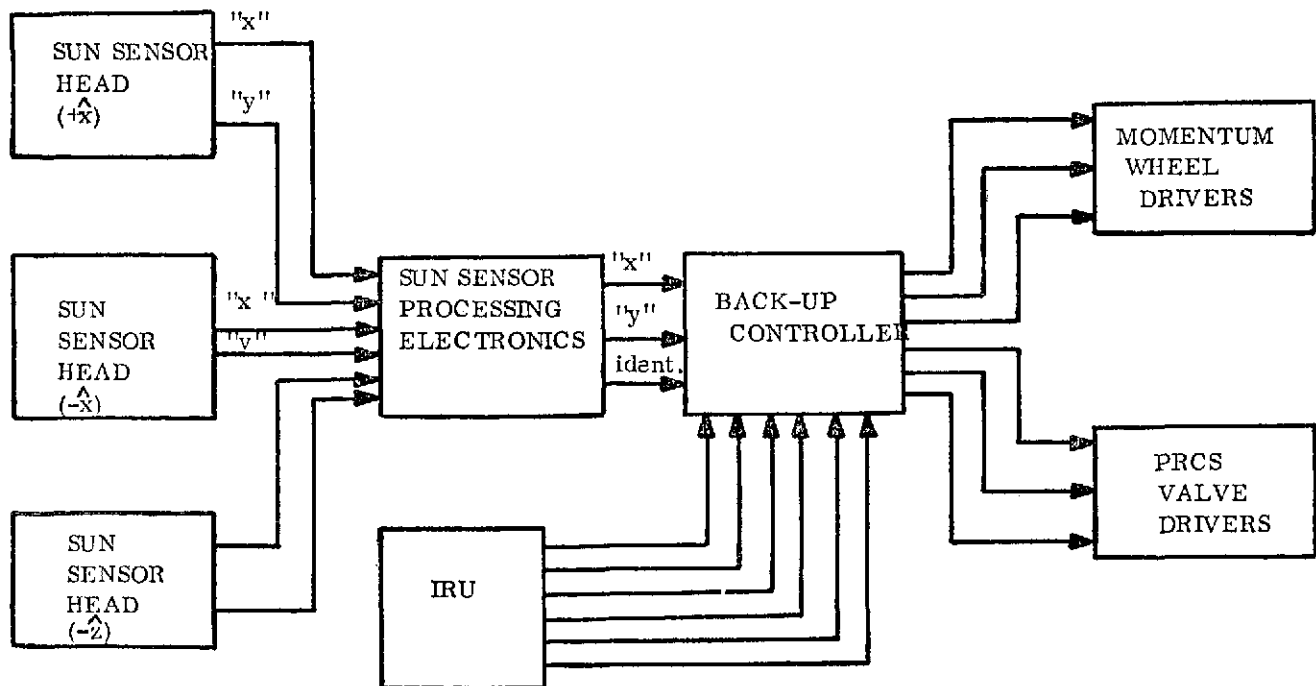 "x"
SUN SENSOR
HEAD
(+x̂)
"y"
SUN
SENSOR
HEAD
(-x̂)
"x"
"y"
SUN
SENSOR
HEAD
(-ẑ)
SUN SENSOR
PROCESSING
ELECTRONICS
"x"
"y"
ident.
BACK-UP
CONTROLLER
IRU
MOMENTUM
WHEEL
DRIVERS
PRCS
VALVE
DRIVERS